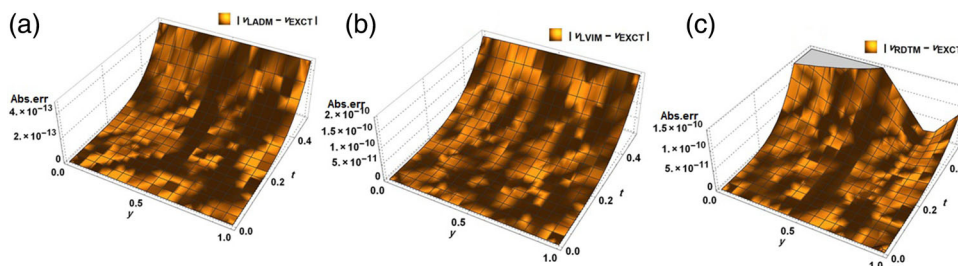 (a)
| νLADM − νEXCT |
Abs.err
4.×10−13
2.×10−13
0
0.0
0.5
y
1.0
0.0
0.2
t
0.4
(b)
| νLVIM − νEXCT |
Abs.err
2.×10−10
1.5×10−10
1.×10−10
5.×10−11
0
0.0
0.5
y
1.0
0.0
0.2
t
0.4
(c)
| νRDTM − νEXCT
Abs.err
1.5×10−10
1.×10−10
5.×10−11
0
0.0
0.5
y
1.0
0.0
0.2
t